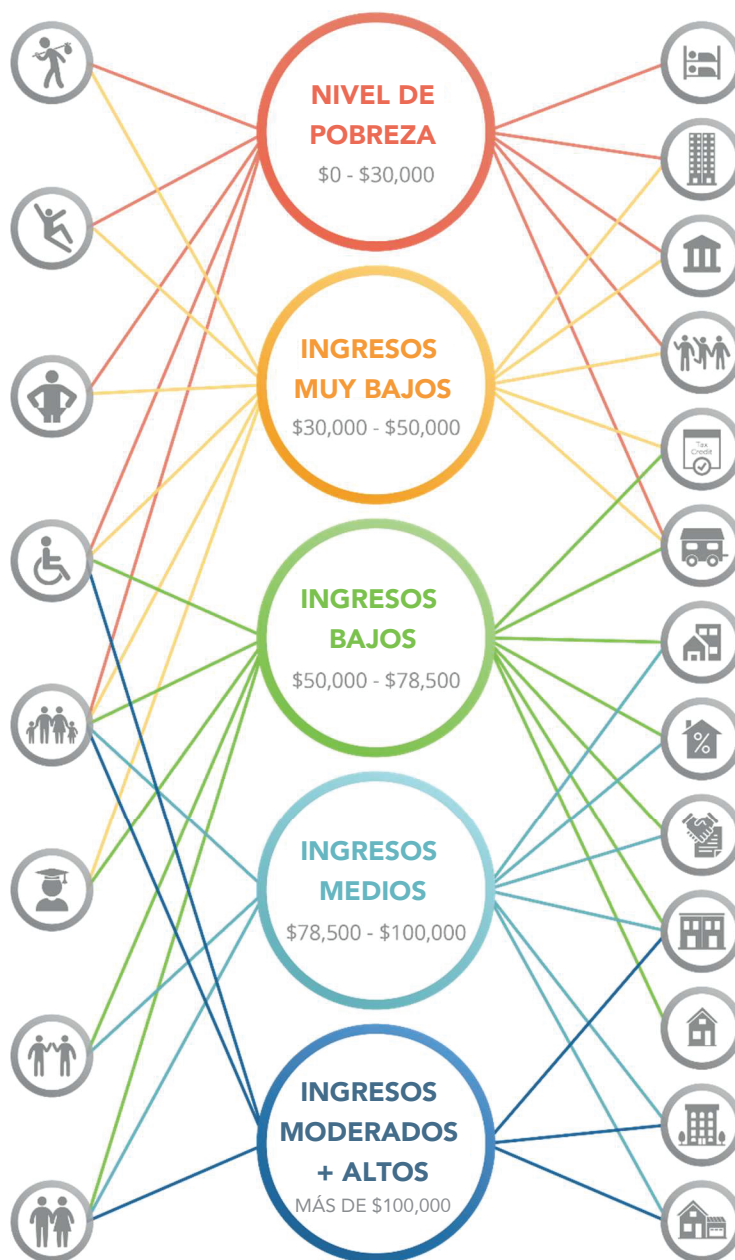 NIVEL DE
POBREZA
$0 - $30,000
INGRESOS
MUY BAJOS
$30,000 - $50,000
Tax
Credit
INGRESOS
BAJOS
$50,000 - $78,500
%
INGRESOS
MEDIOS
$78,500 - $100,000
INGRESOS
MODERADOS
+ ALTOS
MÁS DE $100,000